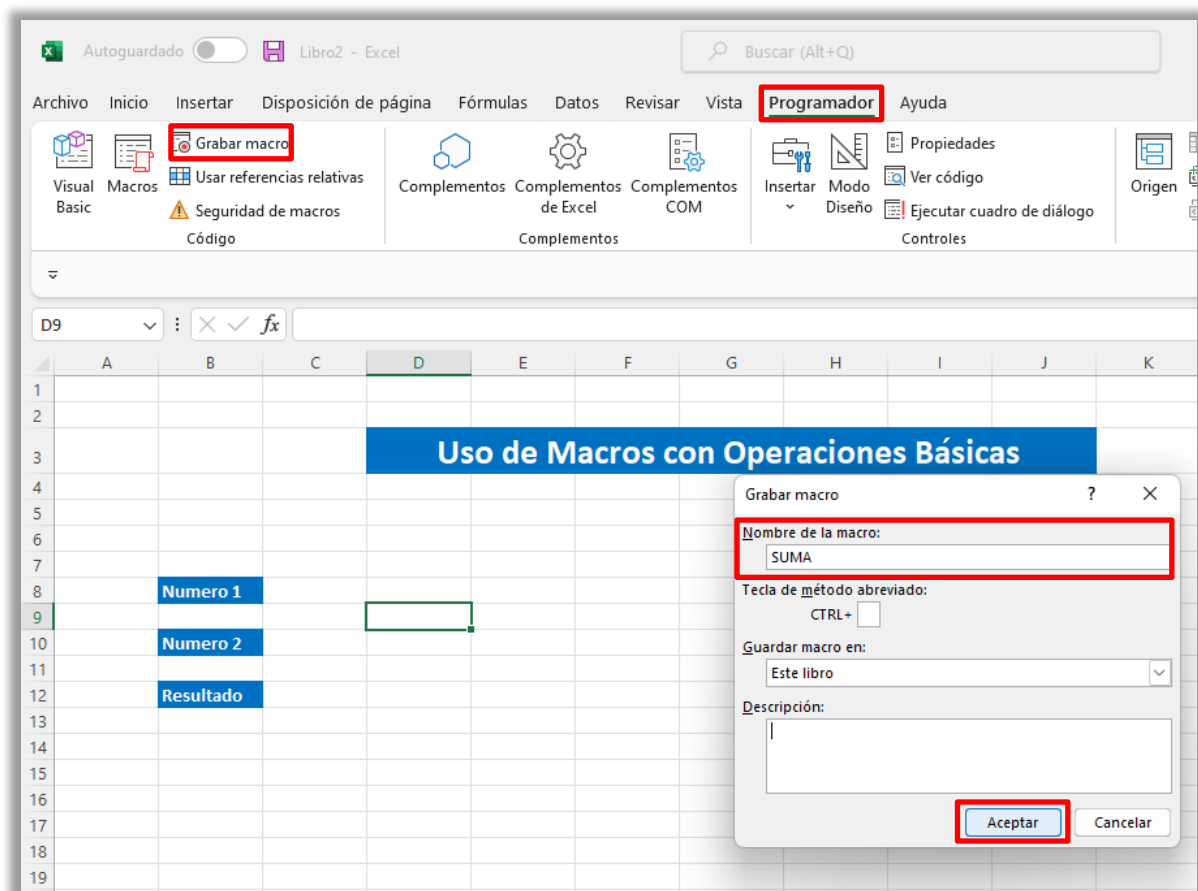 Autoguardado Libro2 - Excel Buscar (Alt+Q)
Archivo Inicio Insertar Disposición de página Fórmulas Datos Revisar Vista Programador Ayuda
Grabar macro
Usar referencias relativas
Seguridad de macros
Visual Basic
Macros
Código
Complementos
Complementos de Excel
Complementos COM
Complementos
Insertar
Modo Diseño
Propiedades
Ver código
Ejecutar cuadro de diálogo
Controles
Origen
D9 fx
A B C D E F G H I J K
1
2
3 Uso de Macros con Operaciones Básicas
4
5
6
7
8 Numero 1
9
10 Numero 2
11
12 Resultado
13
14
15
16
17
18
19
Grabar macro ?
Nombre de la macro:
SUMA
Tecla de método abreviado:
CTRL+
Guardar macro en:
Este libro
Descripción:
Aceptar Cancelar